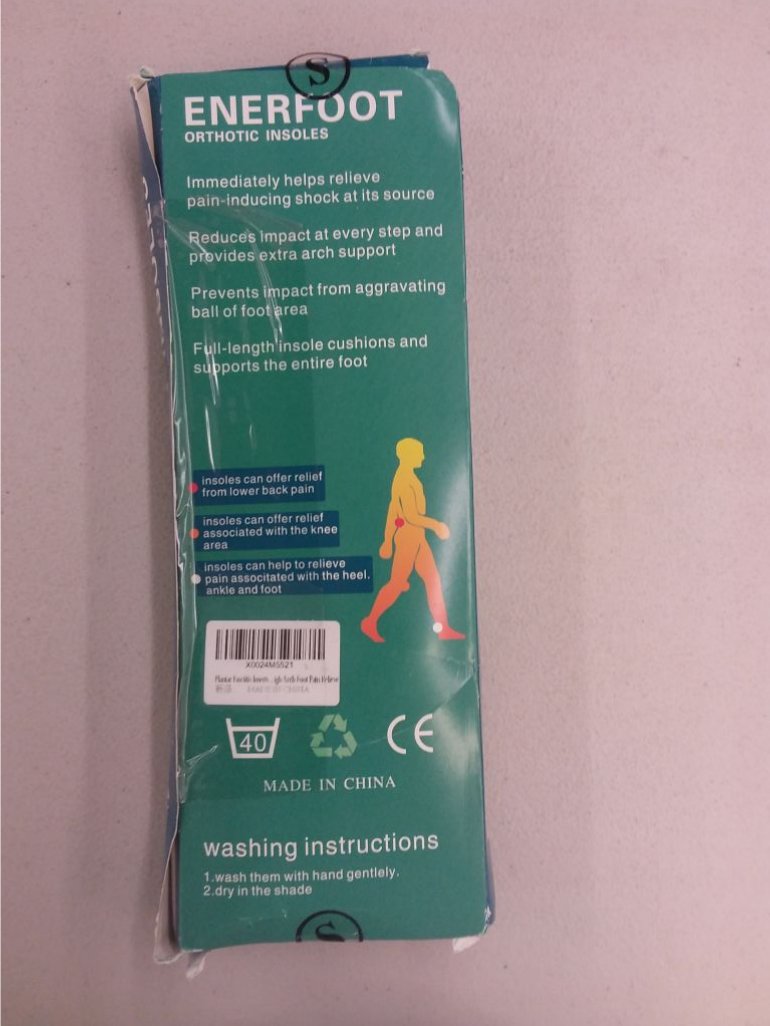 S
ENERFOOT
ORTHOTIC INSOLES
Immediately helps relieve
pain-inducing shock at its source
Reduces impact at every step and
provides extra arch support
Prevents impact from aggravating
ball of foot area
Full-length insole cushions and
supports the entire foot
insoles can offer relief
from lower back pain
insoles can offer relief
associated with the knee
area
insoles can help to relieve
pain associtated with the heel.
ankle and foot
X0024MSS21
40
CE
MADE IN CHINA
washing instructions
1.wash them with hand gentlely.
2.dry in the shade
S